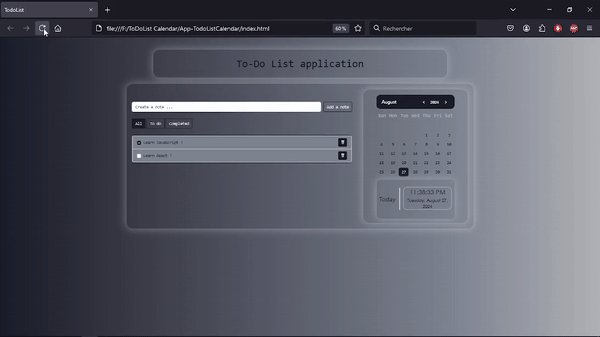 TodoList
file:///F:/ToDoList Calendar/App-TodoListCalendar/index.html
60 %
Rechercher
To-Do List application
Create a note ...
Add a note
All
To do
Completed
Learn JavaScript !
Learn React !
August
2024
Sun Mon Tue Wed Thu Fri Sat
1 2 3
4 5 6 7 8 9 10
11 12 13 14 15 16 17
18 19 20 21 22 23 24
25 26 27 28 29 30 31
Today
11:38:33 PM
Tuesday, August 27,
2024